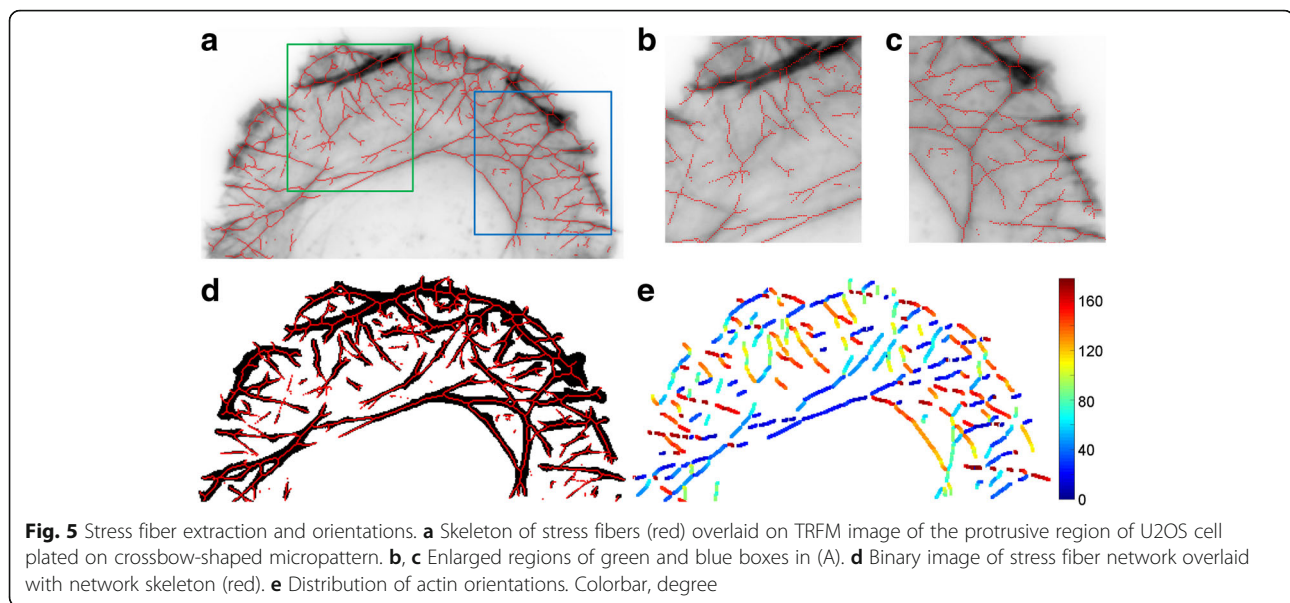 a
b
c
d
e
160
120
80
40
0
Fig. 5 Stress fiber extraction and orientations. a Skeleton of stress fibers (red) overlaid on TRFM image of the protrusive region of U2OS cell
plated on crossbow-shaped micropattern. b, c Enlarged regions of green and blue boxes in (A). d Binary image of stress fiber network overlaid
with network skeleton (red). e Distribution of actin orientations. Colorbar, degree